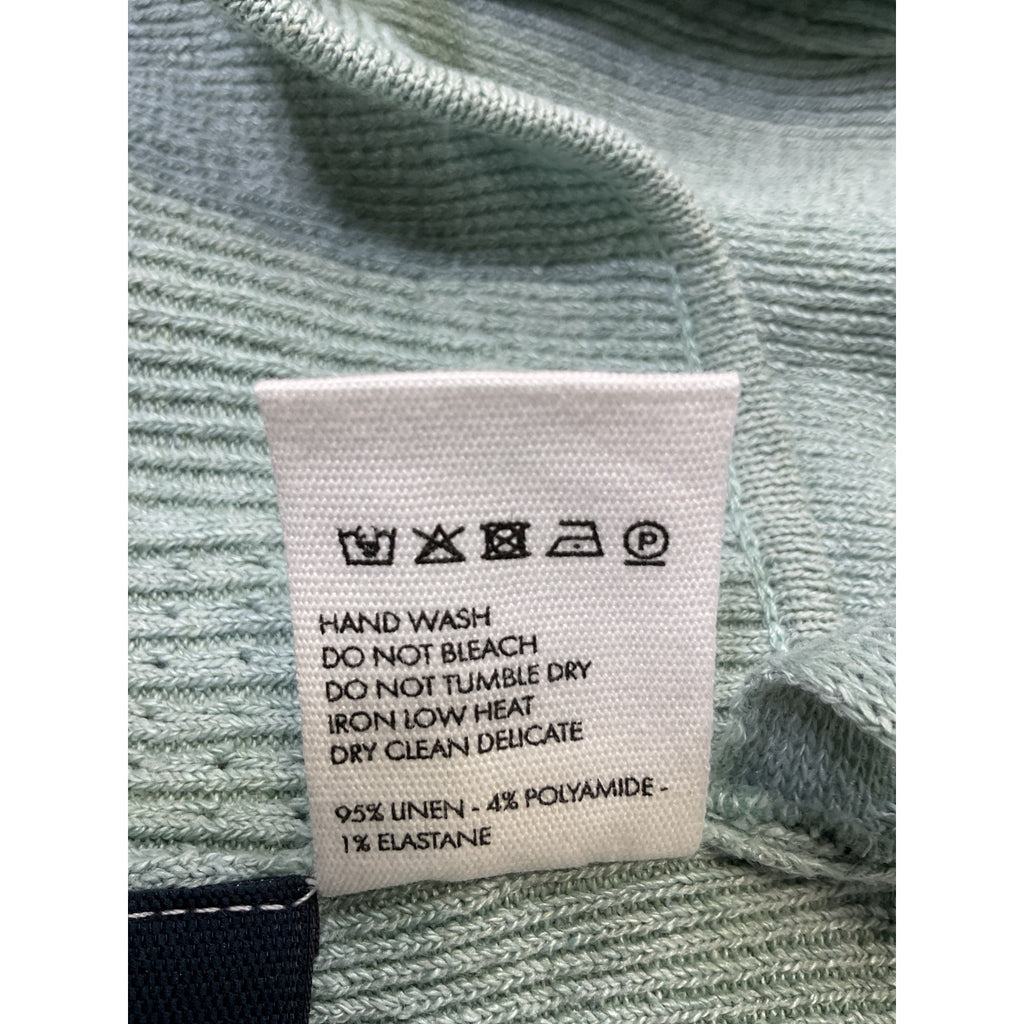 P
HAND WASH
DO NOT BLEACH
DO NOT TUMBLE DRY
IRON LOW HEAT
DRY CLEAN DELICATE
95% LINEN - 4% POLYAMIDE -
1% ELASTANE